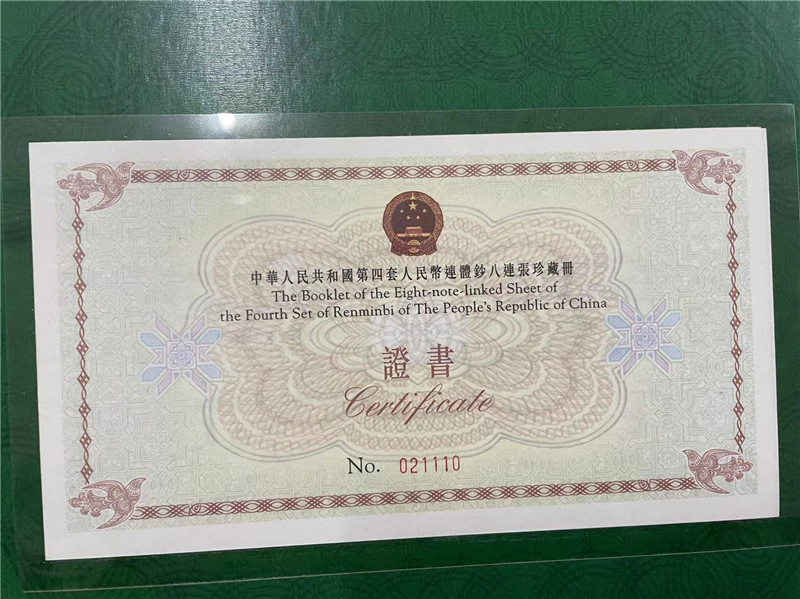 中華人民共和國第四套人民幣連體鈔八連張珍藏冊
The Booklet of the Eight-note-linked Sheet of
the Fourth Set of Renminbi of The People's Republic of China
證書
Certificate
No. 021110